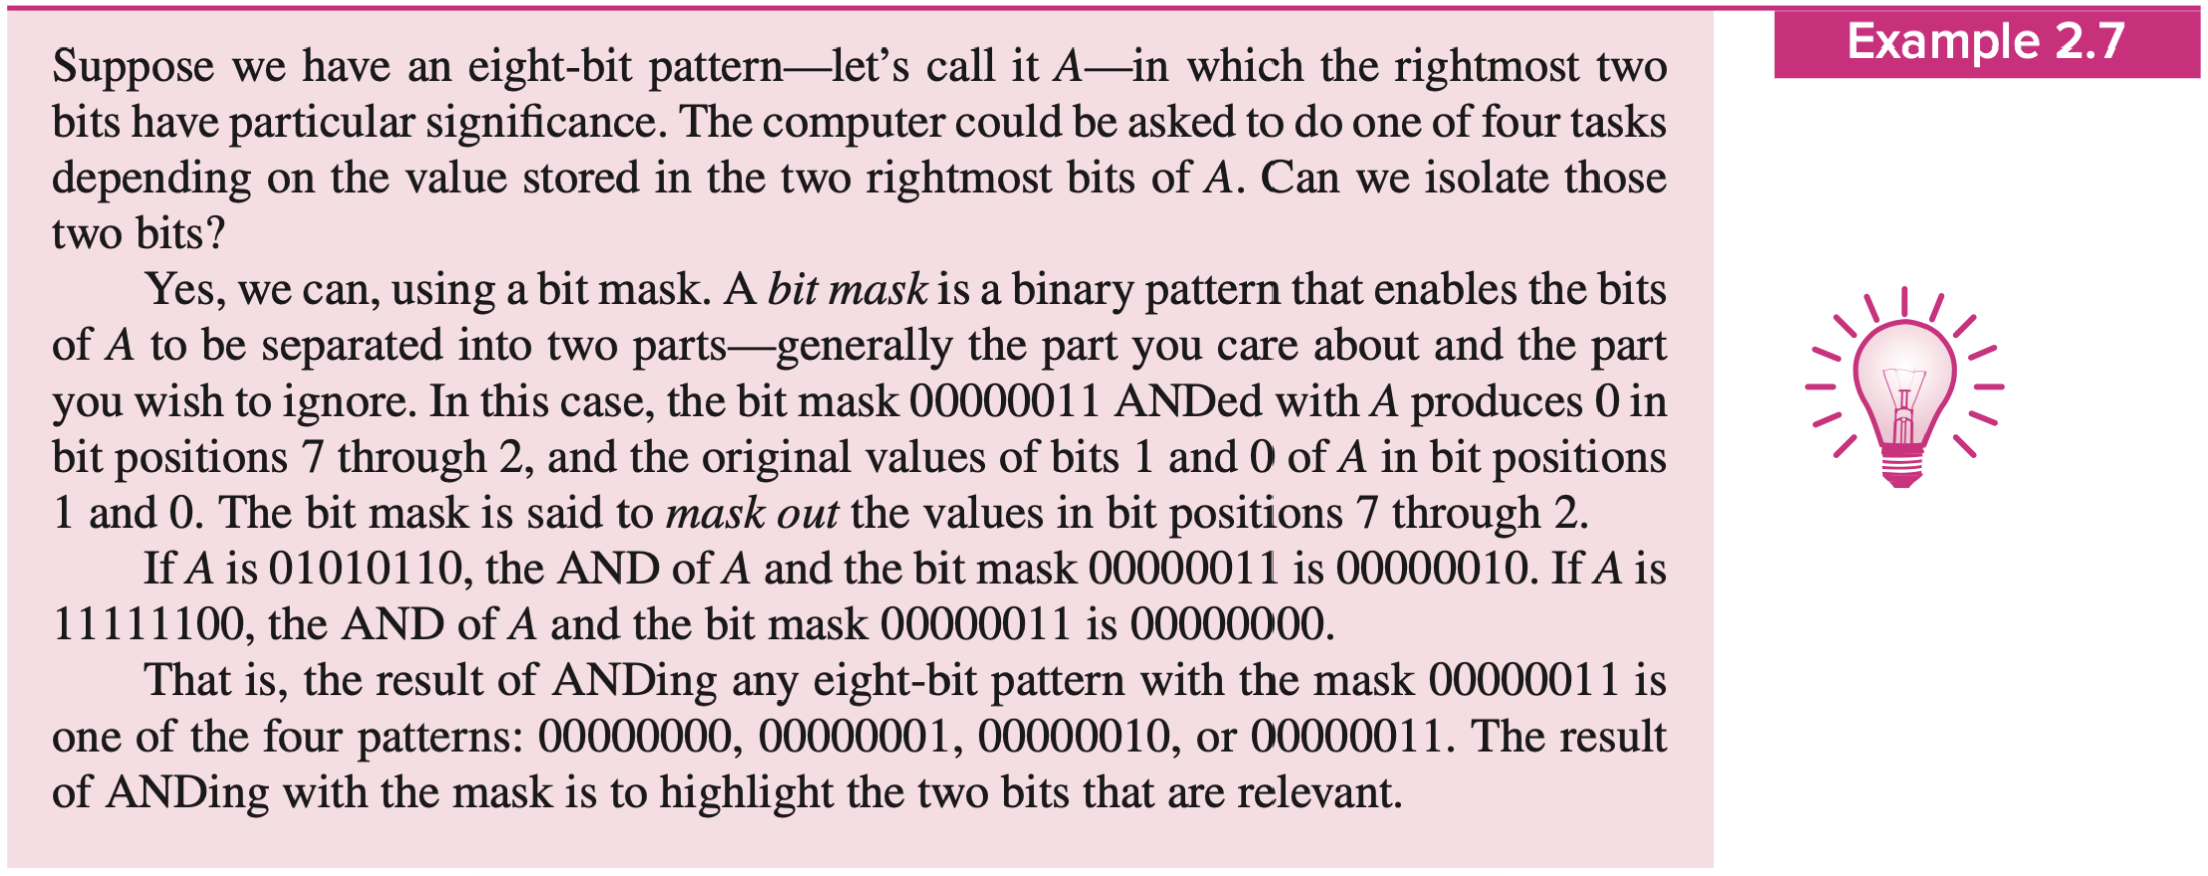 Example 2.7
Suppose we have an eight-bit pattern—let’s call it A—in which the rightmost two
bits have particular significance. The computer could be asked to do one of four tasks
depending on the value stored in the two rightmost bits of A. Can we isolate those
two bits?
Yes, we can, using a bit mask. A bit mask is a binary pattern that enables the bits
of A to be separated into two parts—generally the part you care about and the part
you wish to ignore. In this case, the bit mask 00000011 ANDed with A produces 0 in
bit positions 7 through 2, and the original values of bits 1 and 0 of A in bit positions
1 and 0. The bit mask is said to mask out the values in bit positions 7 through 2.
If A is 01010110, the AND of A and the bit mask 00000011 is 00000010. If A is
11111100, the AND of A and the bit mask 00000011 is 00000000.
That is, the result of ANDing any eight-bit pattern with the mask 00000011 is
one of the four patterns: 00000000, 00000001, 00000010, or 00000011. The result
of ANDing with the mask is to highlight the two bits that are relevant.